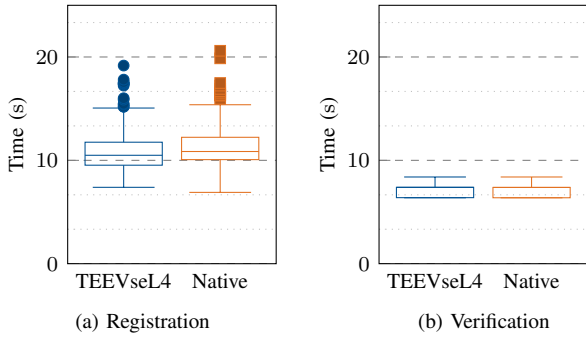 20
10
0
Time (s)
TEEVseL4 Native
(a) Registration
20
10
0
Time (s)
TEEVseL4 Native
(b) Verification